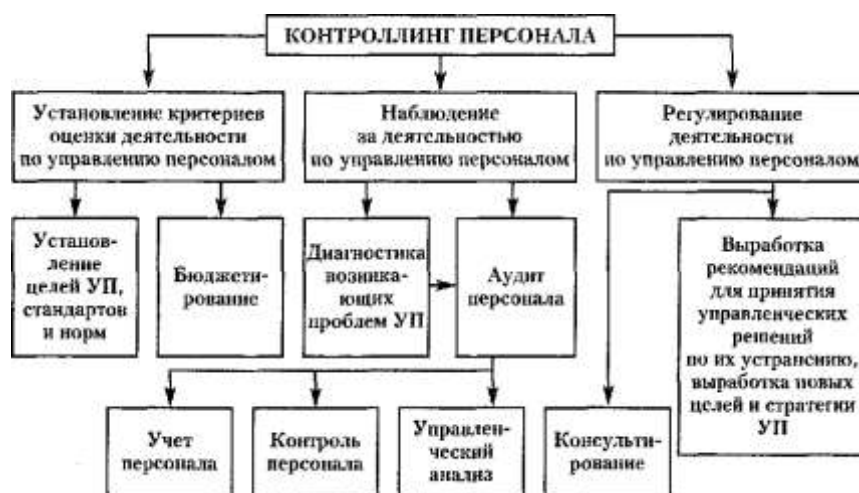 КОНТРОЛЛИНГ ПЕРСОНАЛА
Установление критериев
оценки деятельности
по управлению персоналом
Наблюдение
за деятельностью
по управлению персоналом
Регулирование
деятельности
по управлению персоналом
Установ-
ление
целей УП,
стандартов
и норм
Бюджети-
рование
Диагностика
возника-
ющих
проблем УП
Аудит
персонала
Выработка
рекомендаций
для принятия
управленческих
решений
по их устранению,
выработка новых
целей и стратегии
УП
Учет
персонала
Контроль
персонала
Управлен-
ческий
анализ
Консульти-
рование